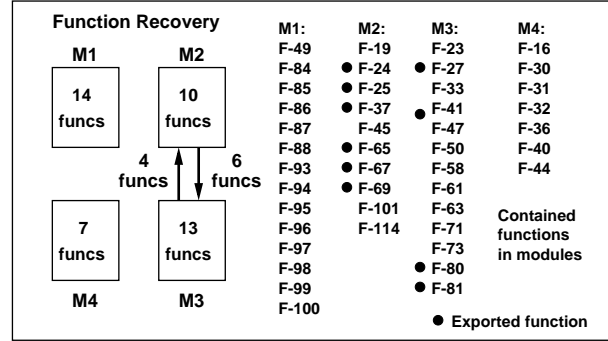 Function Recovery
M1 M2
14
funcs
10
funcs
4
funcs
6
funcs
7
funcs
13
funcs
M4 M3
M1:
F-49
F-84
F-85
F-86
F-87
F-88
F-93
F-94
F-95
F-96
F-97
F-98
F-99
F-100
M2:
F-19
F-24
F-25
F-37
F-45
F-65
F-67
F-69
F-101
F-114
M3:
F-23
F-27
F-33
F-41
F-47
F-50
F-58
F-61
F-63
F-71
F-73
F-80
F-81
M4:
F-16
F-30
F-31
F-32
F-36
F-40
F-44
Contained
functions
in modules
Exported function